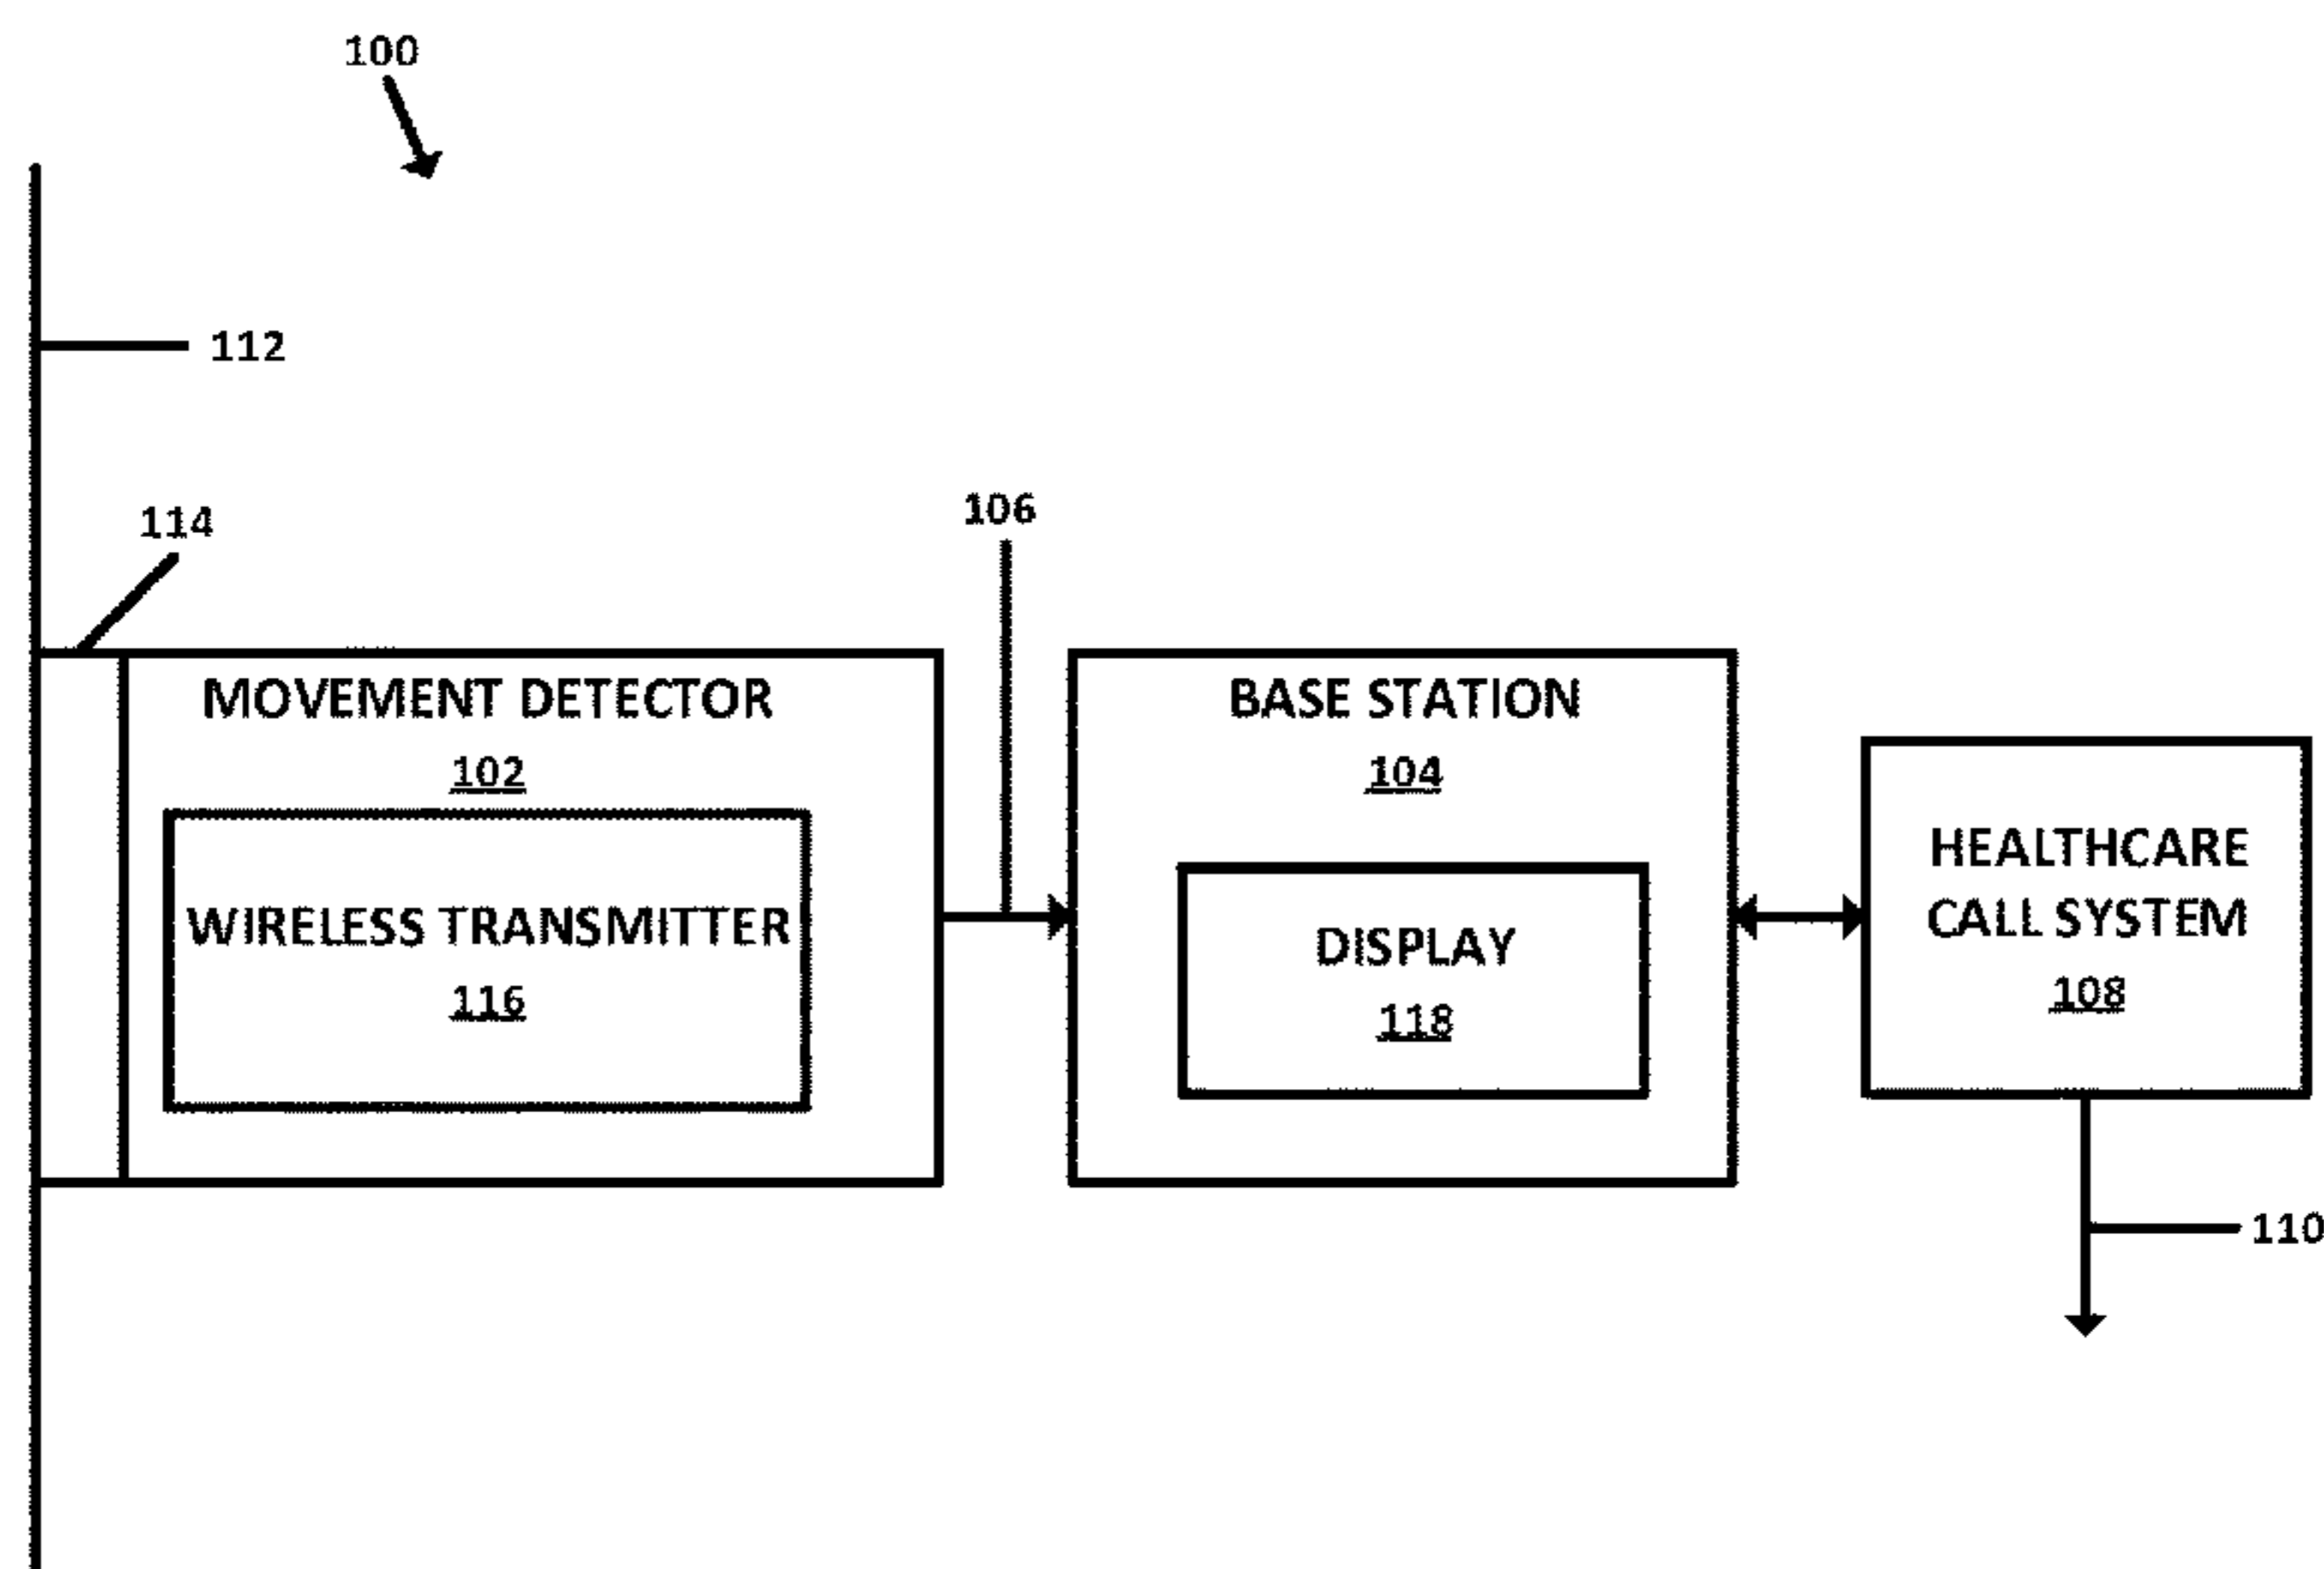 100
112
114
106
MOVEMENT DETECTOR
102
WIRELESS TRANSMITTER
116
BASE STATION
104
DISPLAY
118
HEALTHCARE
CALL SYSTEM
108
110